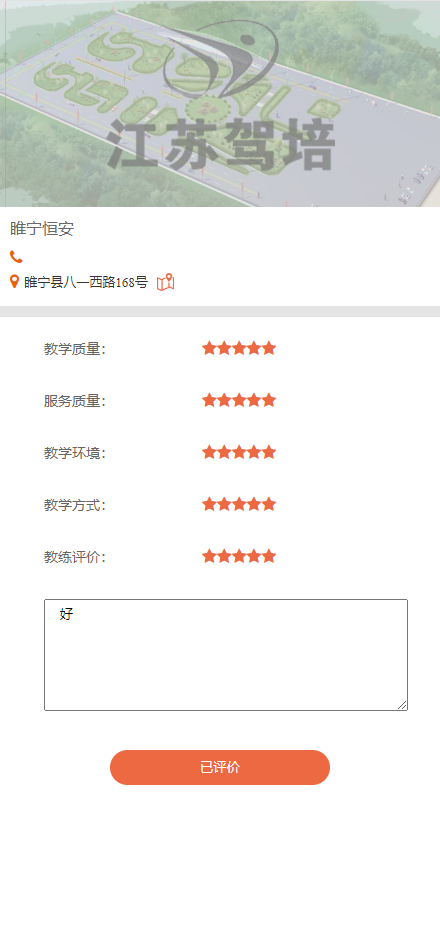 江苏驾培
睢宁恒安
睢宁县八一西路168号
教学质量:
服务质量:
教学环境:
教学方式:
教练评价:
好
已评价